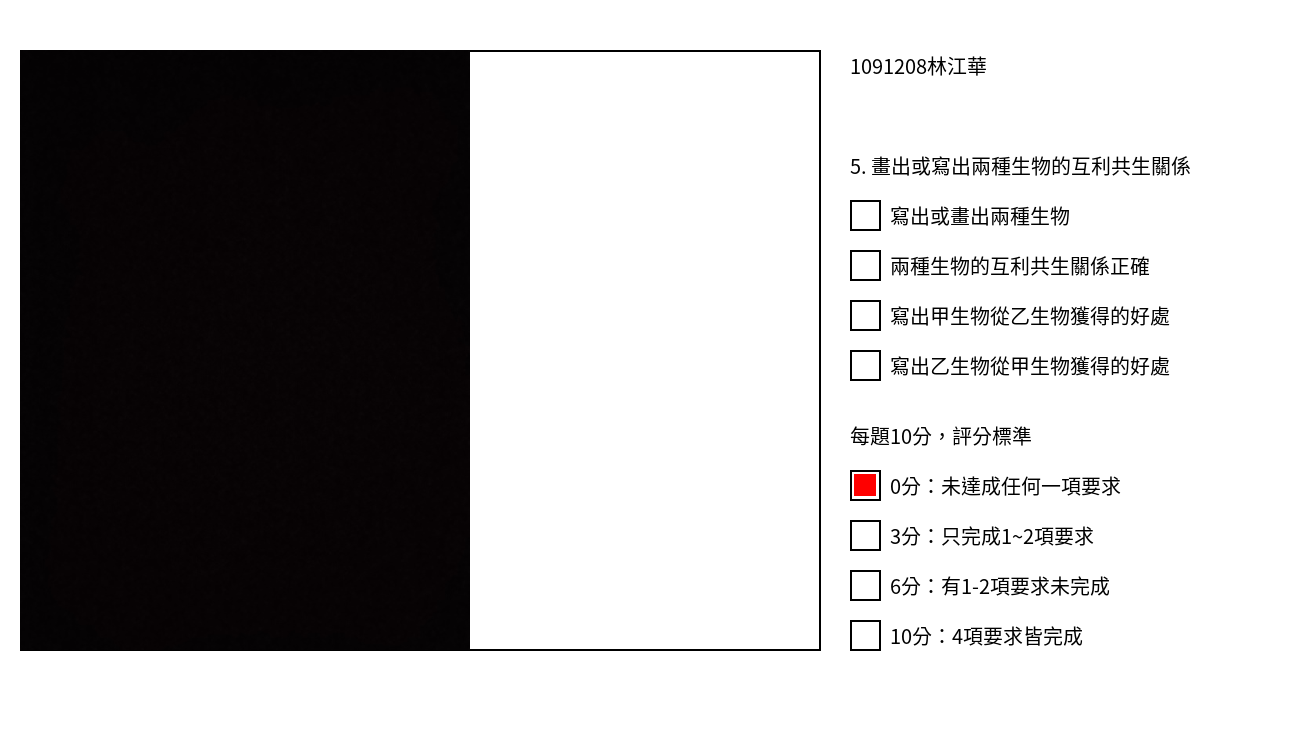 1091208林江華
5. 畫出或寫出兩種生物的互利共生關係
寫出或畫出兩種生物
兩種生物的互利共生關係正確
寫出甲生物從乙生物獲得的好處
寫出乙生物從甲生物獲得的好處
每題10分，評分標準
0分：未達成任何一項要求
3分：只完成1~2項要求
6分：有1-2項要求未完成
10分：4項要求皆完成